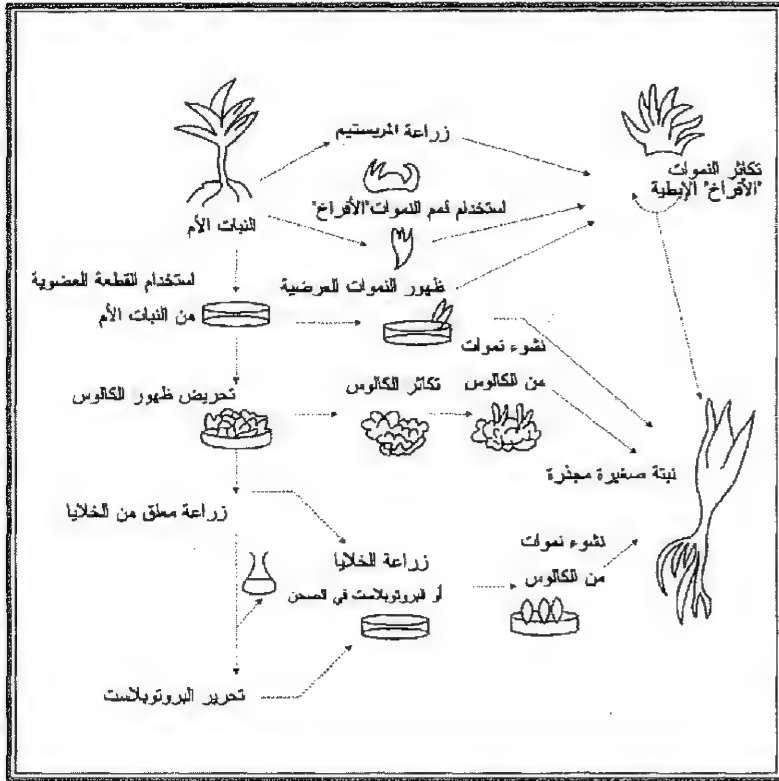 زراعة المريستيم
تكاثر النموات
"الأفراخ" الإبطية
استخدام قمم النموات "الأفراخ"
النبات الأم
ظهور النموات العرضية
استخدام القطعة العضوية
من النبات الأم
نشوء نموات
من الكالوس
تكاثر الكالوس
تحريض ظهور الكالوس
نبتة صغيرة مجذرة
زراعة معلق من الخلايا
نشوء نموات
من الكالوس
زراعة الخلايا
أو البروتوبلاست في الصحن
تحرير البروتوبلاست